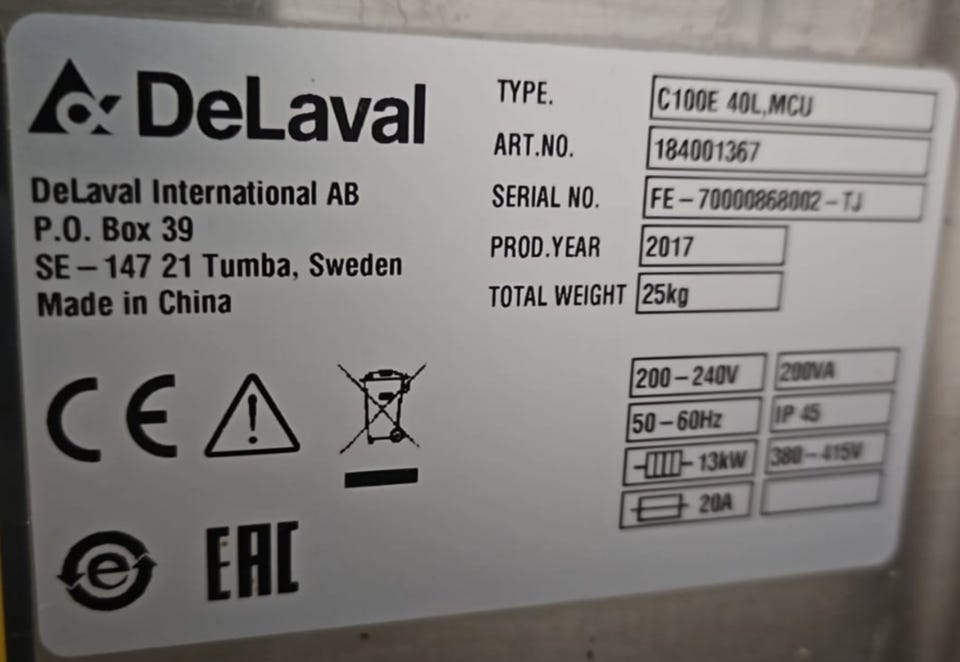 DeLaval
DeLaval International AB
P.O. Box 39
SE-147 21 Tumba, Sweden
Made in China
TYPE. C100E 40L,MCU
ART.NO. 184001367
SERIAL NO. FE-70000868002-TJ
PROD.YEAR 2017
TOTAL WEIGHT 25kg
200-240V 200VA
50-60Hz IP 45
13kW 380-415V
20A
CE
e
EAC